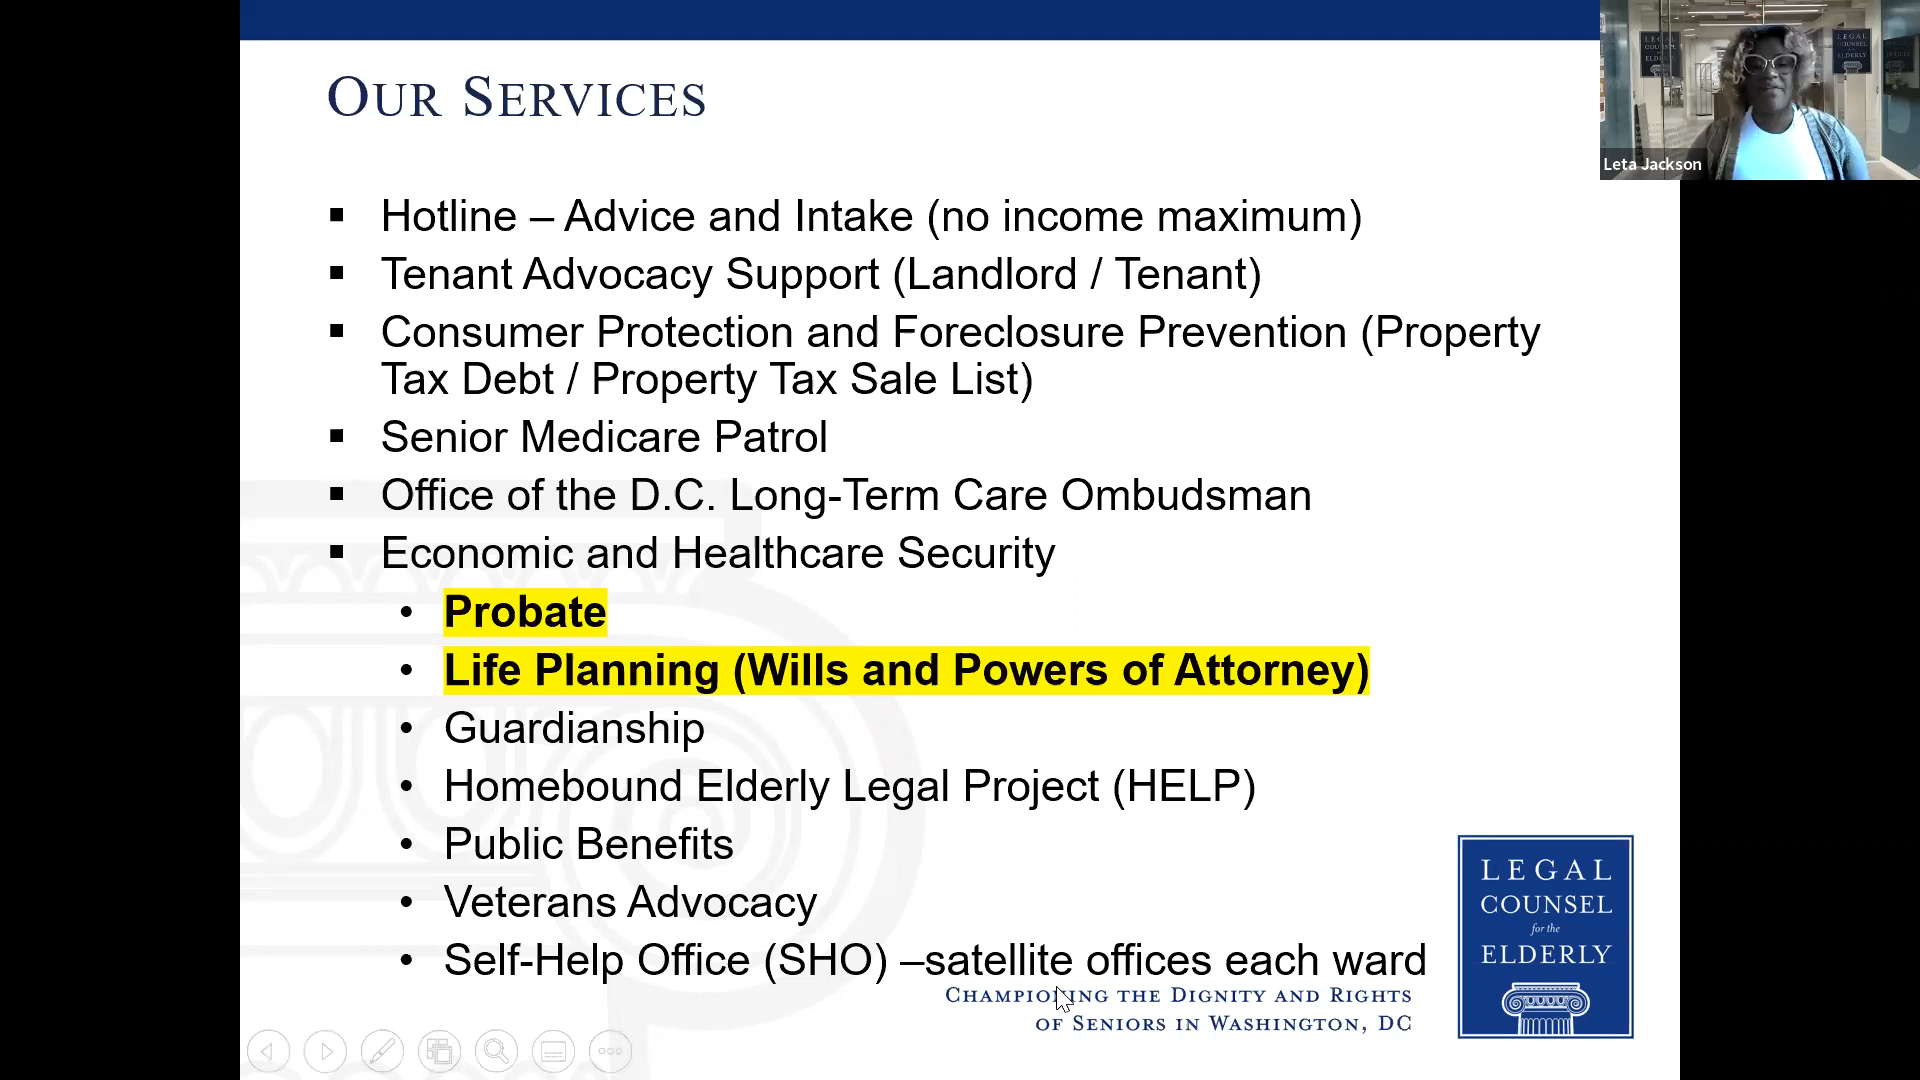 OUR SERVICES
Hotline – Advice and Intake (no income maximum)
Tenant Advocacy Support (Landlord / Tenant)
Consumer Protection and Foreclosure Prevention (Property
Tax Debt / Property Tax Sale List)
Senior Medicare Patrol
Office of the D.C. Long-Term Care Ombudsman
Economic and Healthcare Security
Probate
Life Planning (Wills and Powers of Attorney)
Guardianship
Homebound Elderly Legal Project (HELP)
Public Benefits
Veterans Advocacy
Self-Help Office (SHO) –satellite offices each ward
CHAMPIONING THE DIGNITY AND RIGHTS
OF SENIORS IN WASHINGTON, DC
LEGAL
COUNSEL
for the
ELDERLY
LEGAL
COUNSEL
ELDERLY
Leta Jackson